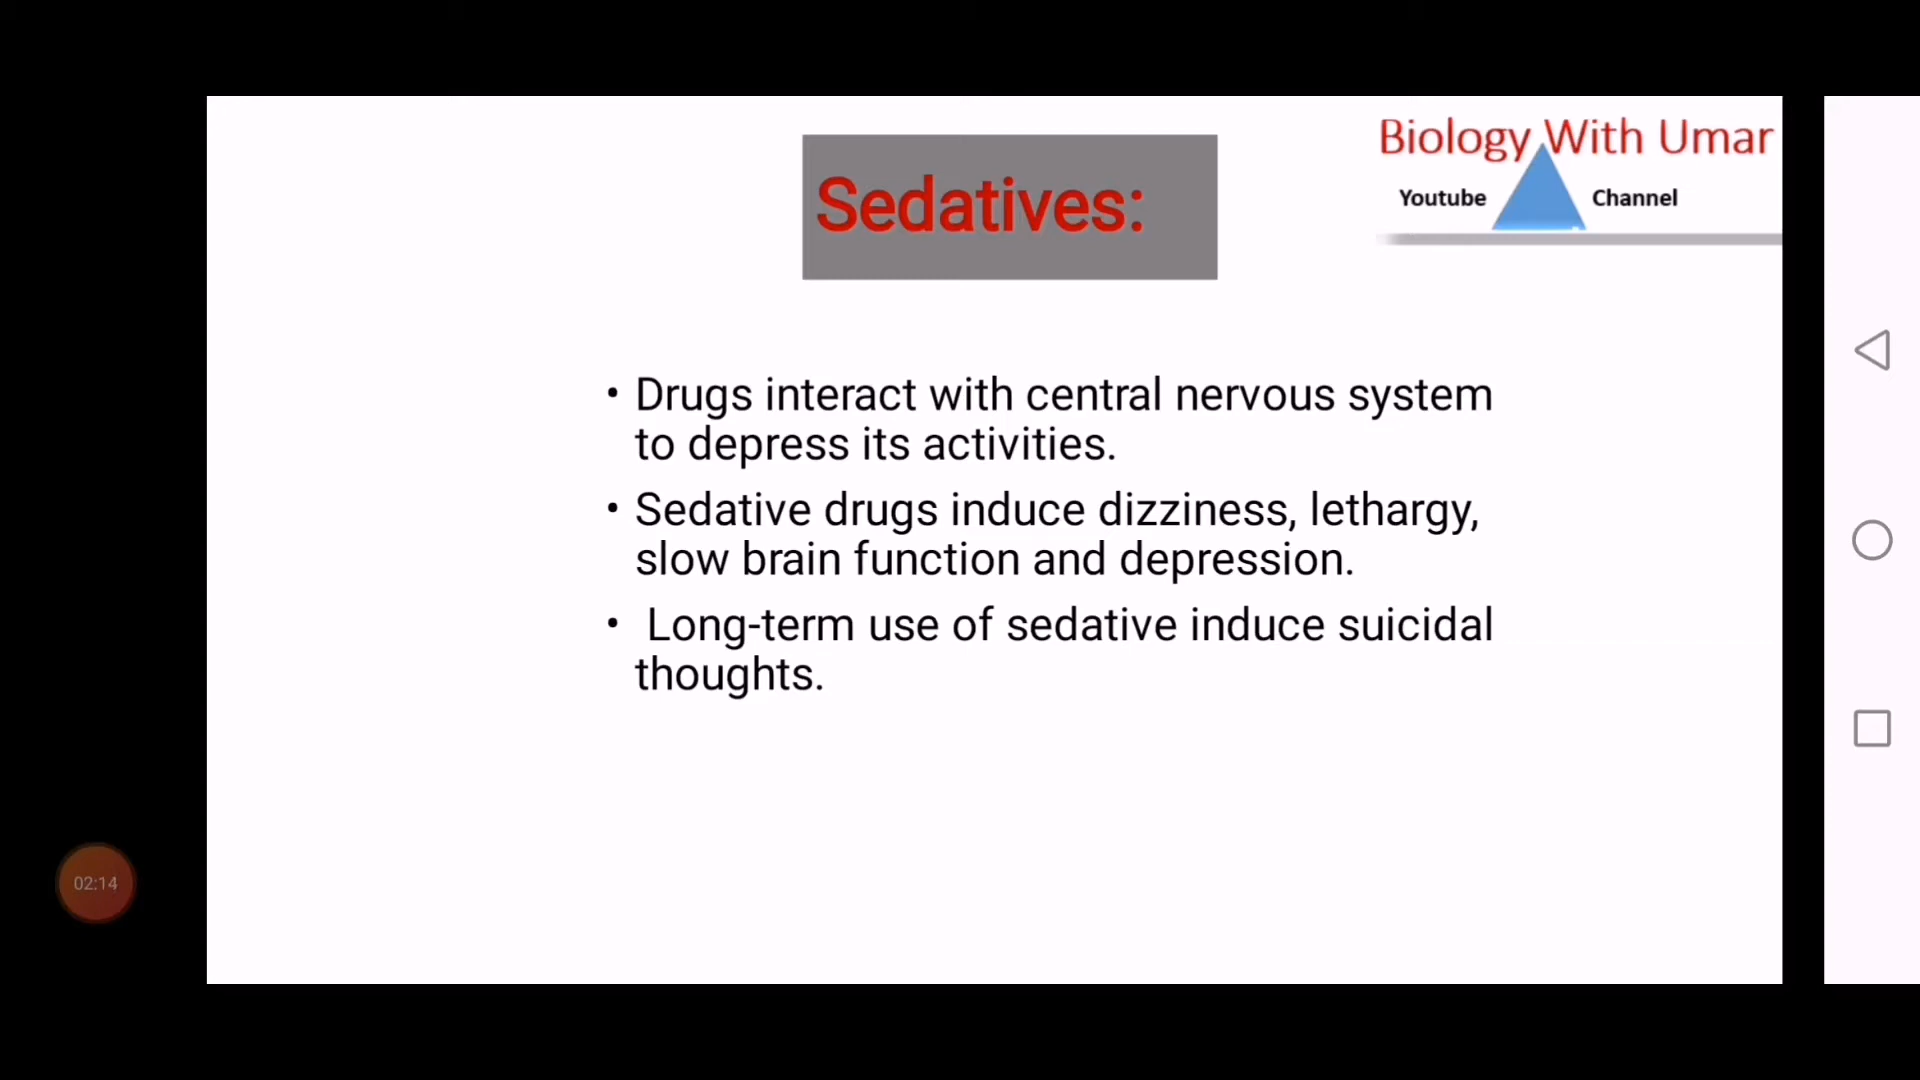 Biology With Umar
Youtube Channel
Sedatives:
• Drugs interact with central nervous system
to depress its activities.
• Sedative drugs induce dizziness, lethargy,
slow brain function and depression.
• Long-term use of sedative induce suicidal
thoughts.
02:14